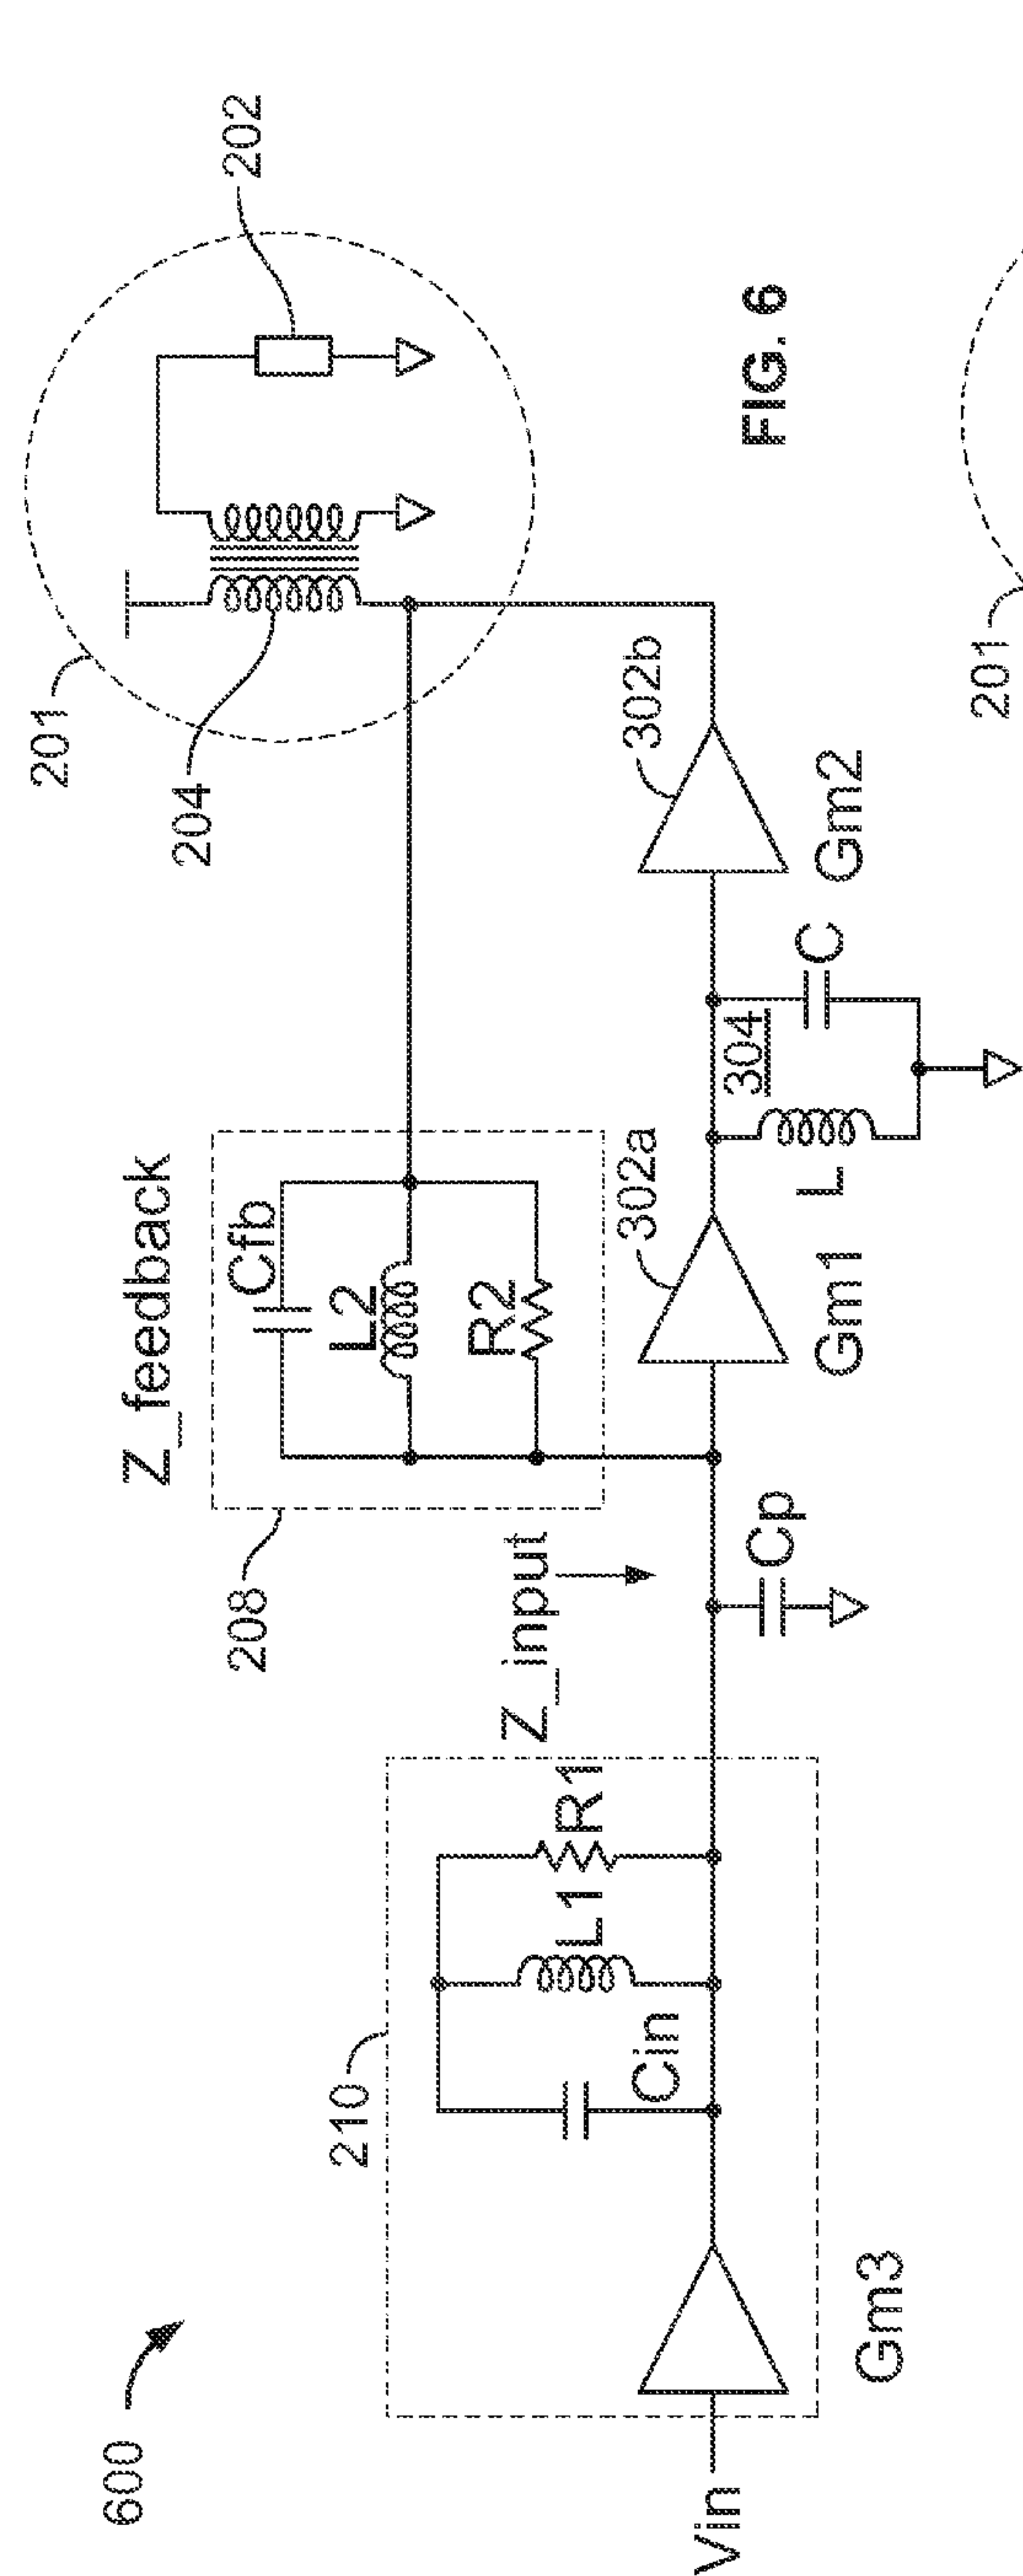 600
Vin
Gm3
210
Cin
L1
R1
Z_input
Cp
208
Z_feedback
Cfb
L2
R2
302a
Gm1
L
304
C
302b
Gm2
204
201
202
FIG. 6
201